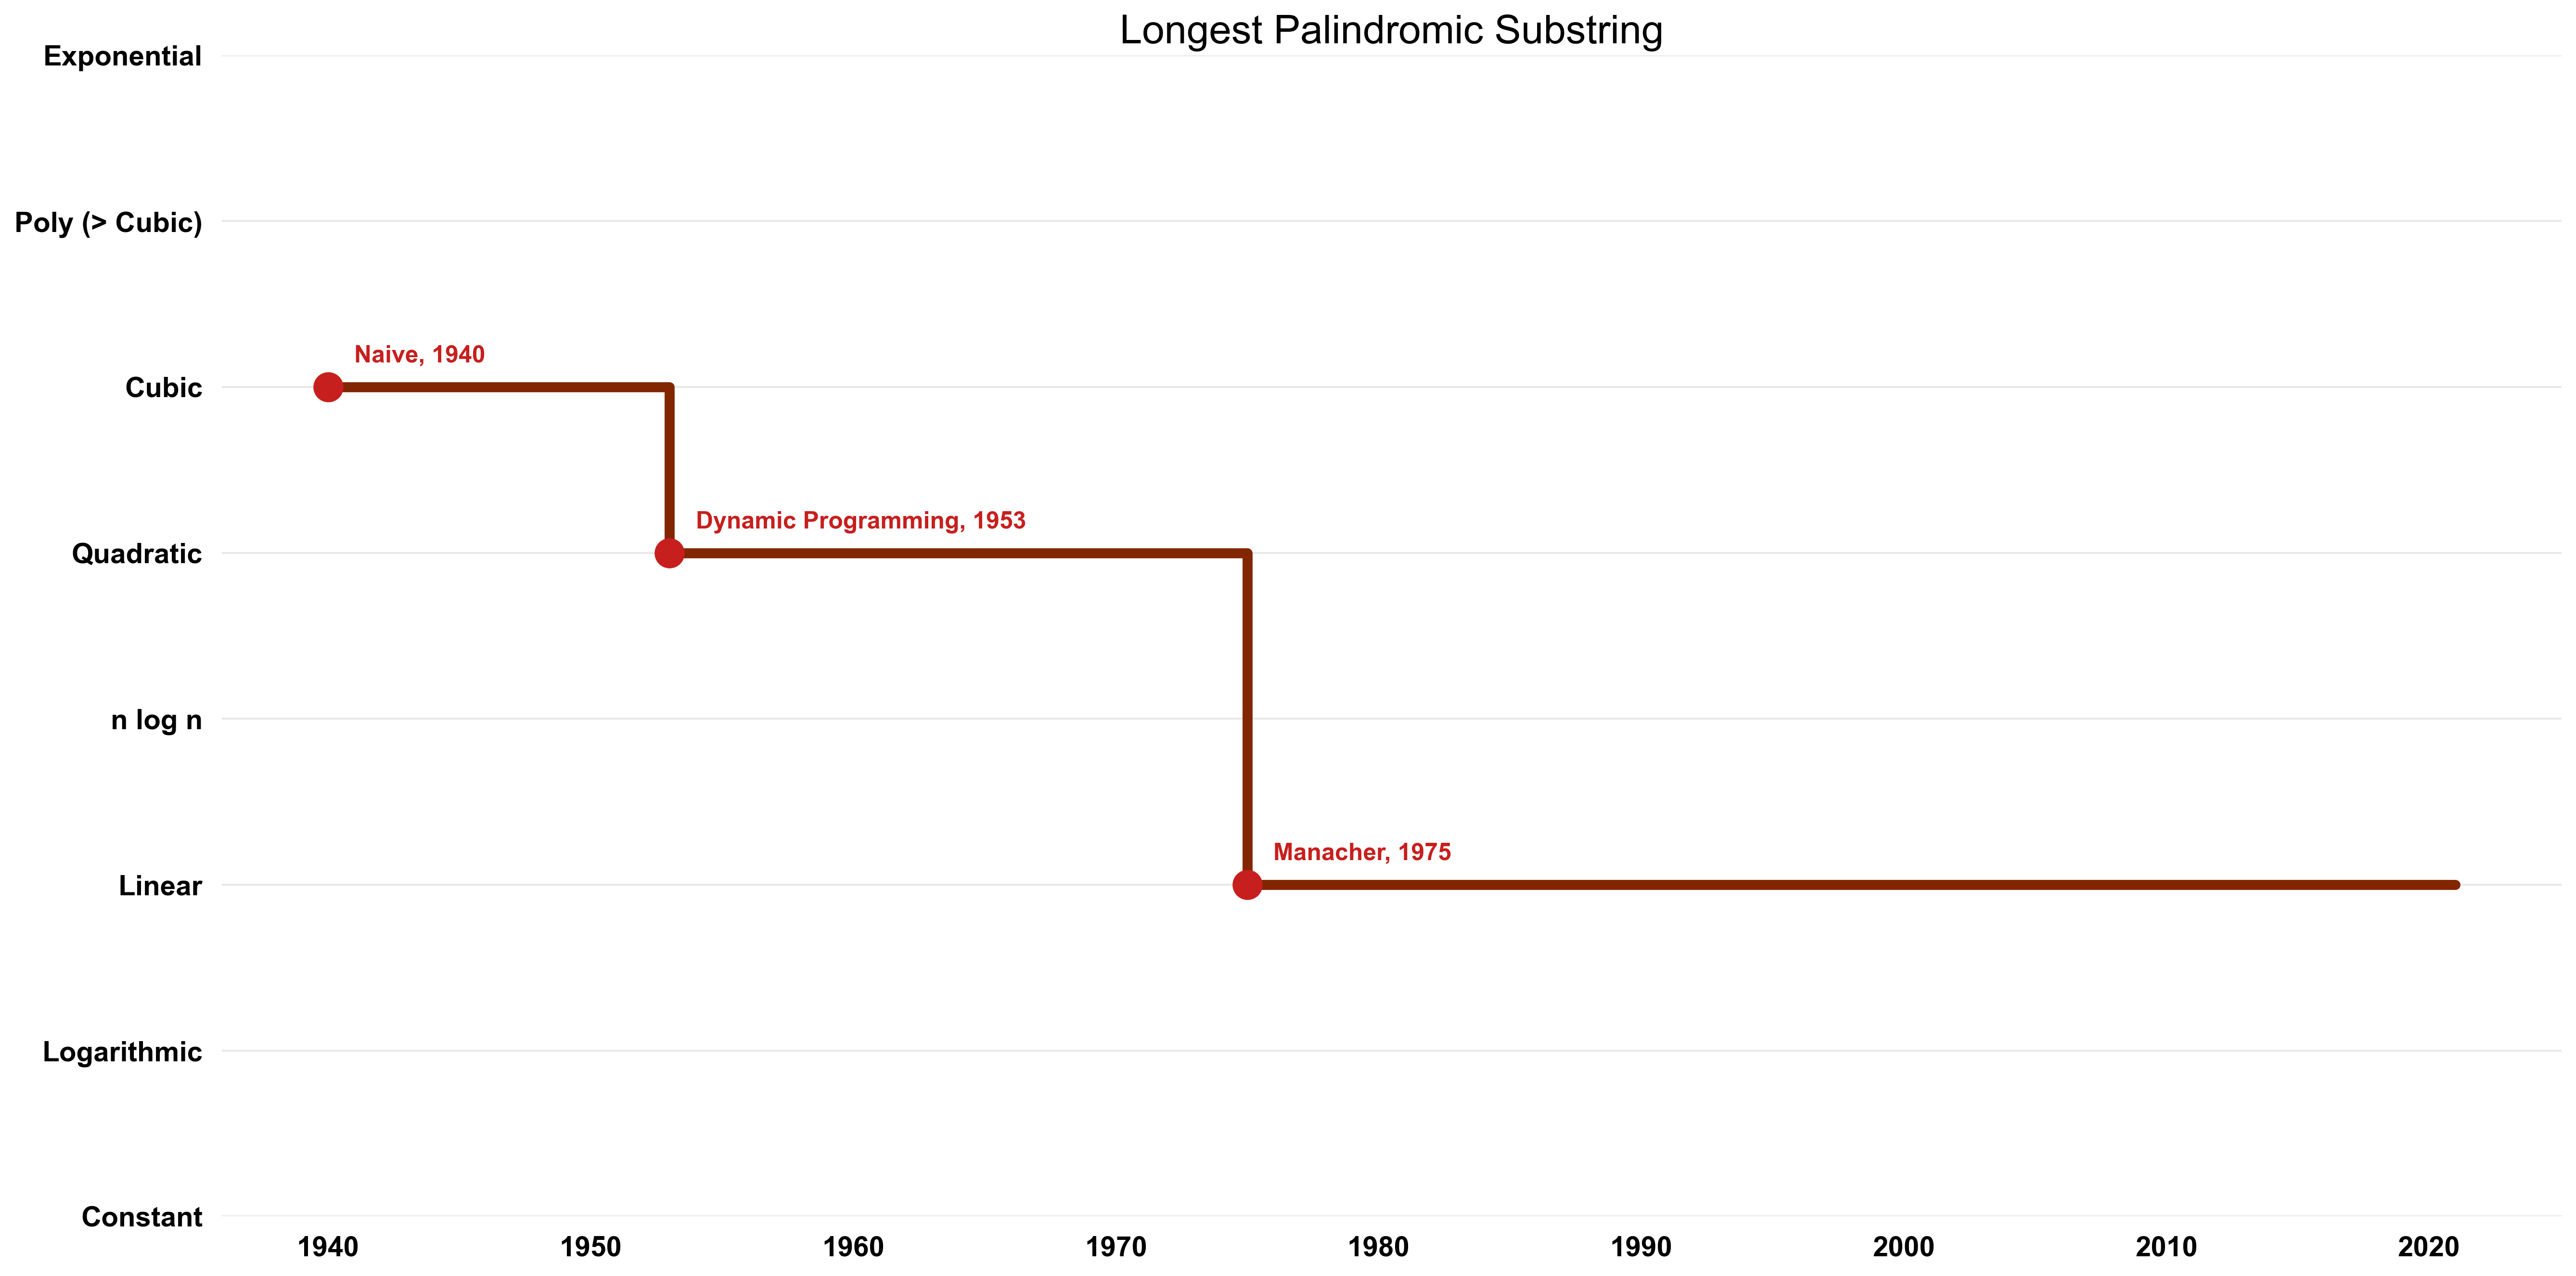 Longest Palindromic Substring
Exponential
Poly (> Cubic)
Naive, 1940
Cubic
Dynamic Programming, 1953
Quadratic
n log n
Manacher, 1975
Linear
Logarithmic
Constant
1940 1950 1960 1970 1980 1990 2000 2010 2020